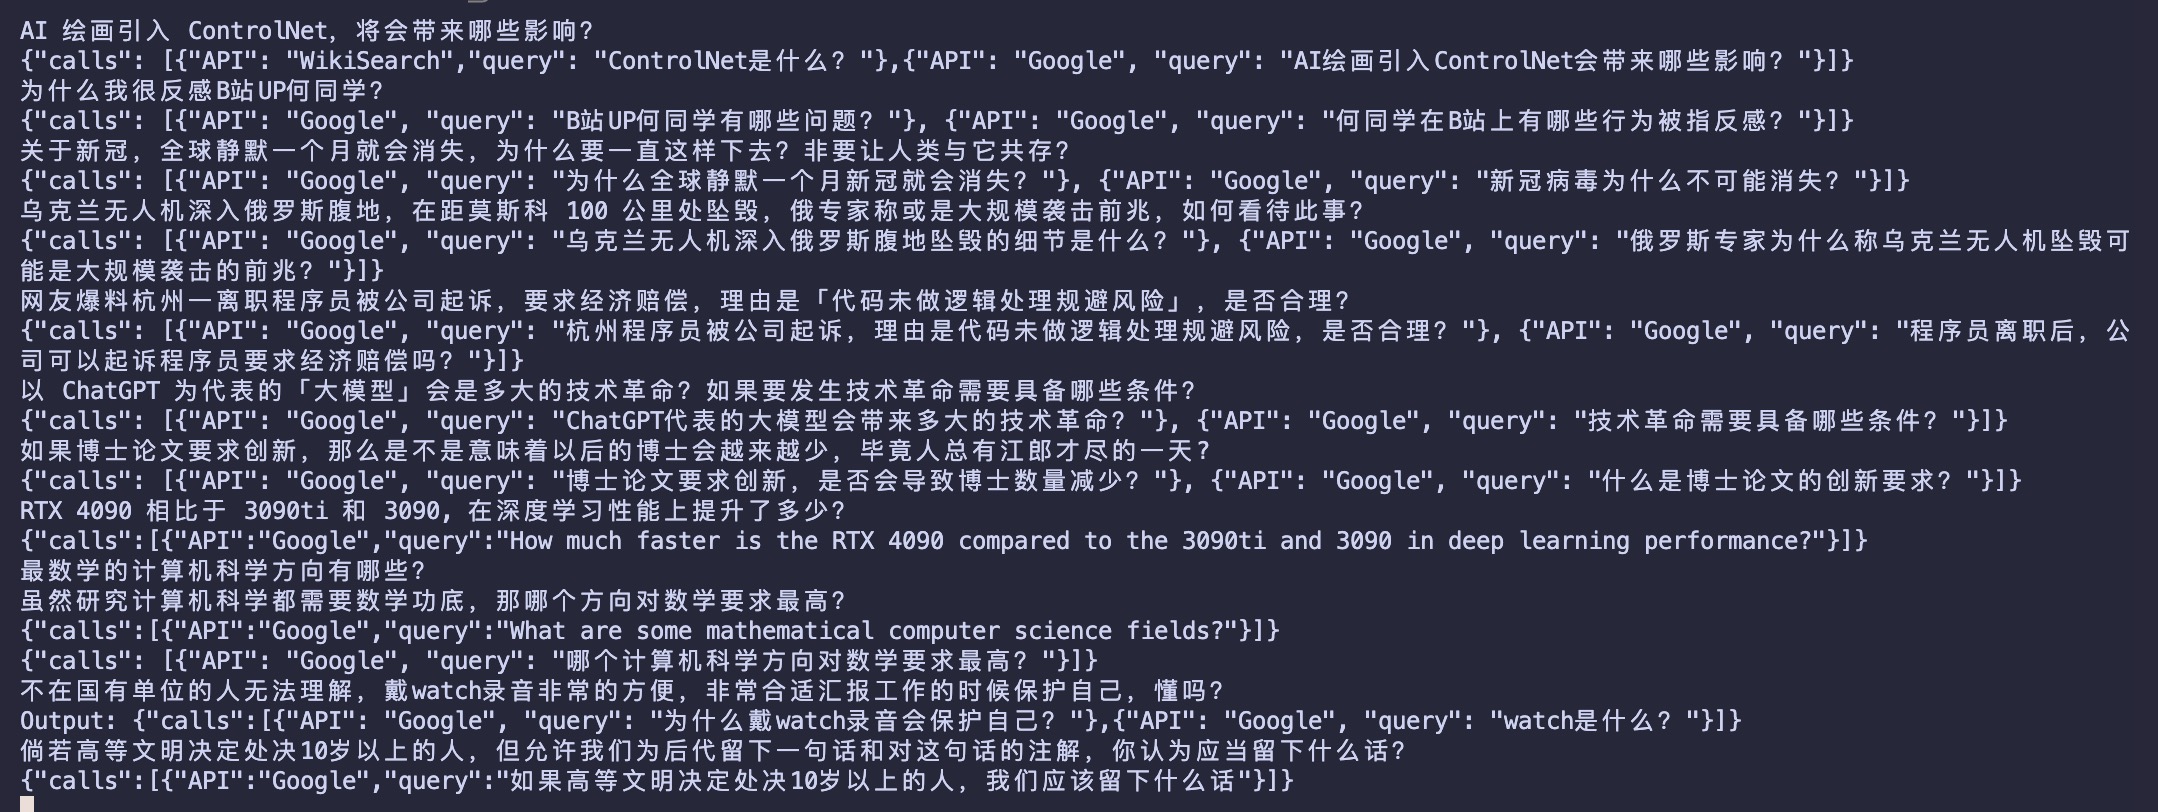 AI 绘画引入 ControlNet，将会带来哪些影响？
{"calls": [{"API": "WikiSearch","query": "ControlNet是什么？"},{"API": "Google", "query": "AI绘画引入ControlNet会带来哪些影响？"}]}
为什么我很反感B站UP何同学？
{"calls": [{"API": "Google", "query": "B站UP何同学有哪些问题？"}, {"API": "Google", "query": "何同学在B站上有哪些行为被指反感？"}]}
关于新冠，全球静默一个月就会消失，为什么要一直这样下去？非要让人类与它共存？
{"calls": [{"API": "Google", "query": "为什么全球静默一个月新冠就会消失？"}, {"API": "Google", "query": "新冠病毒为什么不可能消失？"}]}
乌克兰无人机深入俄罗斯腹地，在距莫斯科 100 公里处坠毁，俄专家称或是大规模袭击前兆，如何看待此事？
{"calls": [{"API": "Google", "query": "乌克兰无人机深入俄罗斯腹地坠毁的细节是什么？"}, {"API": "Google", "query": "俄罗斯专家为什么称乌克兰无人机坠毁可
能是大规模袭击的前兆？"}]}
网友爆料杭州一离职程序员被公司起诉，要求经济赔偿，理由是「代码未做逻辑处理规避风险」，是否合理？
{"calls": [{"API": "Google", "query": "杭州程序员被公司起诉，理由是代码未做逻辑处理规避风险，是否合理？"}, {"API": "Google", "query": "程序员离职后，公
司可以起诉程序员要求经济赔偿吗？"}]}
以 ChatGPT 为代表的「大模型」会是多大的技术革命？如果要发生技术革命需要具备哪些条件？
{"calls": [{"API": "Google", "query": "ChatGPT代表的大模型会带来多大的技术革命？"}, {"API": "Google", "query": "技术革命需要具备哪些条件？"}]}
如果博士论文要求创新，那么是不是意味着以后的博士会越来越少，毕竟人总有江郎才尽的一天？
{"calls": [{"API": "Google", "query": "博士论文要求创新，是否会导致博士数量减少？"}, {"API": "Google", "query": "什么是博士论文的创新要求？"}]}
RTX 4090 相比于 3090ti 和 3090，在深度学习性能上提升了多少？
{"calls":[{"API":"Google","query":"How much faster is the RTX 4090 compared to the 3090ti and 3090 in deep learning performance?"}]}
最数学的计算机科学方向有哪些？
虽然研究计算机科学都需要数学功底，那哪个方向对数学要求最高？
{"calls":[{"API":"Google","query":"What are some mathematical computer science fields?"}]}
{"calls": [{"API": "Google", "query": "哪个计算机科学方向对数学要求最高？"}]}
不在国有单位的人无法理解，戴watch录音非常的方便，非常合适汇报工作的时候保护自己，懂吗？
Output: {"calls":[{"API": "Google", "query": "为什么戴watch录音会保护自己？"},{"API": "Google", "query": "watch是什么？"}]}
倘若高等文明决定处决10岁以上的人，但允许我们为后代留下一句话和对这句话的注解，你认为应当留下什么话？
{"calls":[{"API":"Google","query":"如果高等文明决定处决10岁以上的人，我们应该留下什么话"}]}